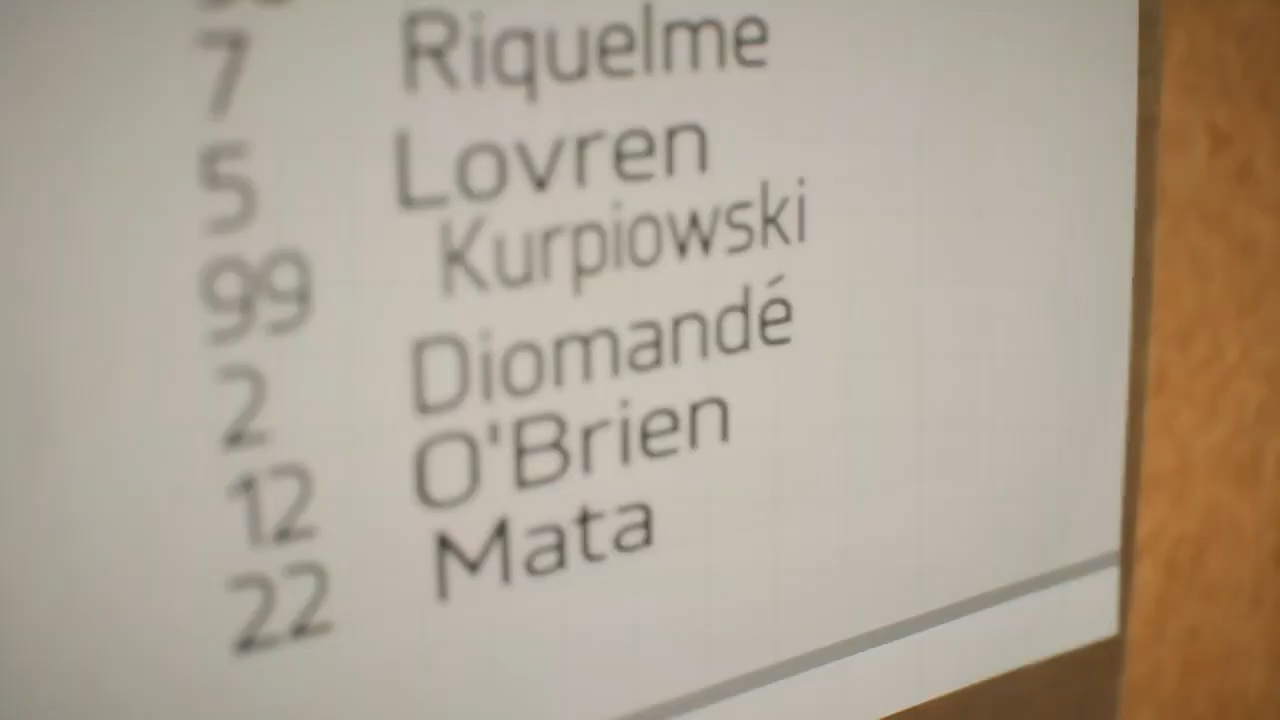 7 Riquelme
5 Lovren
99 Kurpiowski
2 Diomandé
12 O'Brien
22 Mata